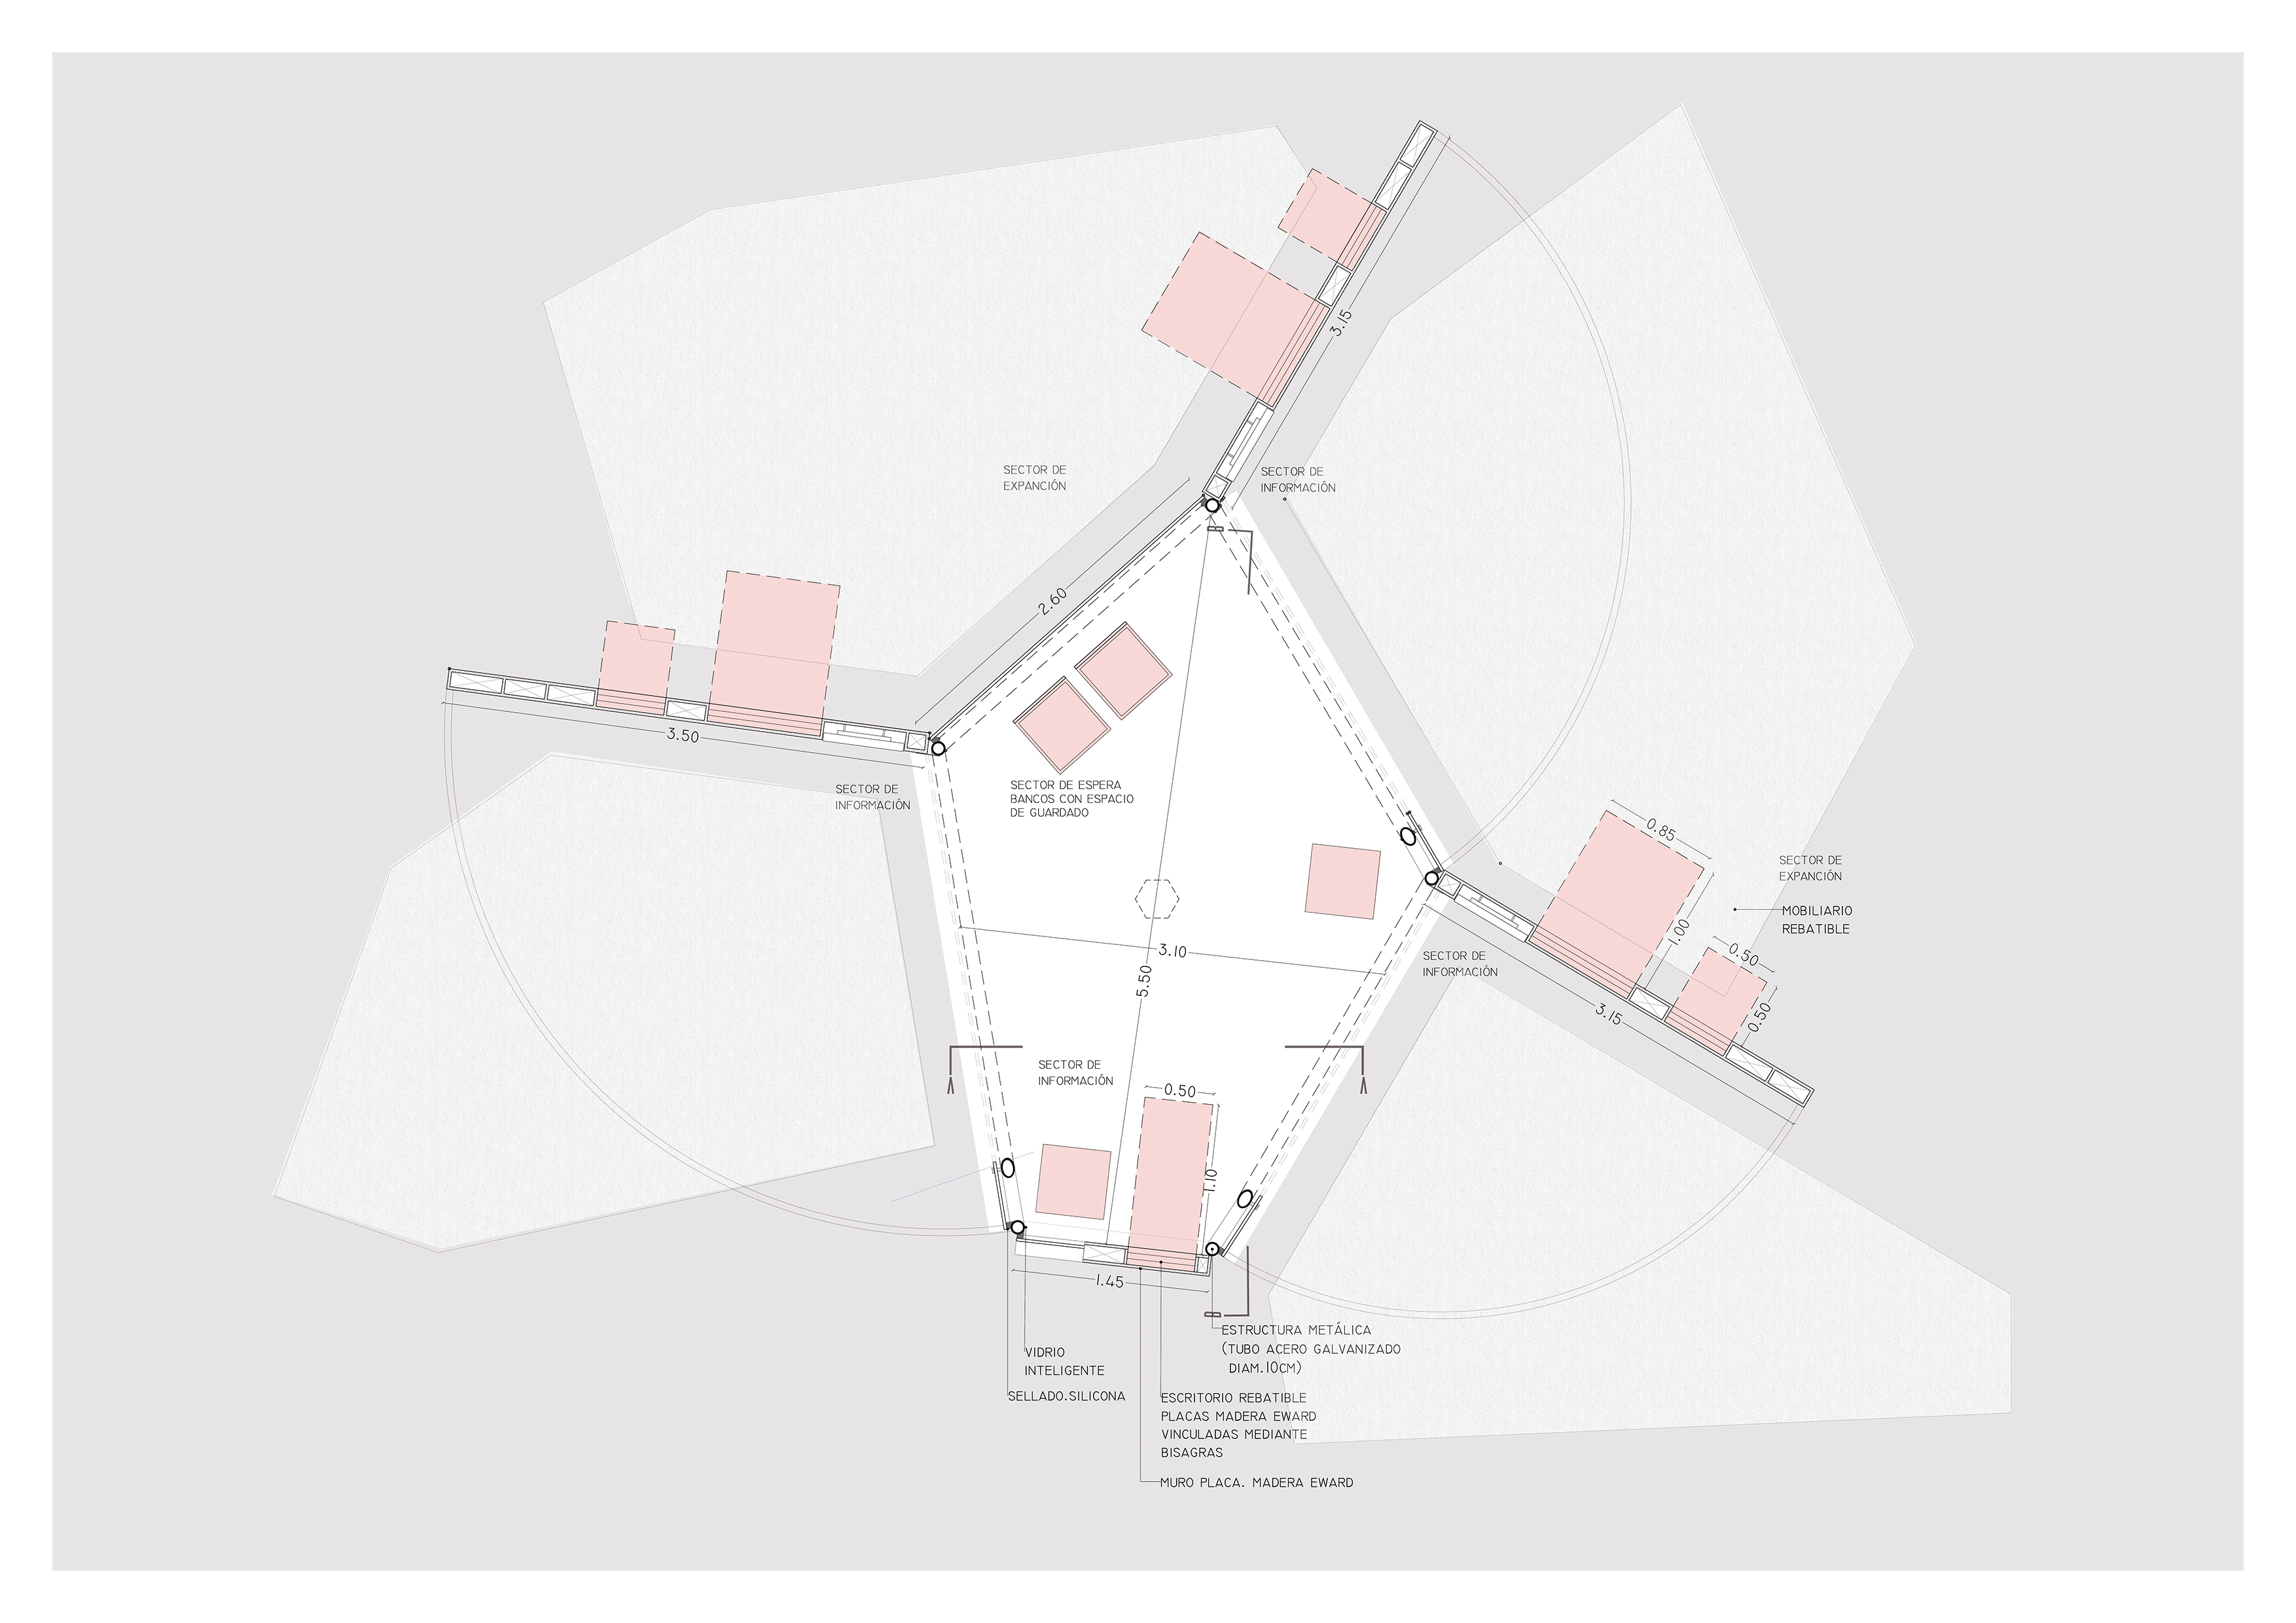 3.15
SECTOR DE
EXPANCIÓN
SECTOR DE
INFORMACIÓN
B
2.60
3.50
SECTOR DE
INFORMACIÓN
SECTOR DE ESPERA
BANCOS CON ESPACIO
DE GUARDADO
0.85
1.00
SECTOR DE
EXPANCIÓN
MOBILIARIO
REBATIBLE
0.50
0.50
3.15
SECTOR DE
INFORMACIÓN
3.10
5.50
A
A
SECTOR DE
INFORMACIÓN
0.50
1.10
1.45
B
ESTRUCTURA METÁLICA
(TUBO ACERO GALVANIZADO
DIAM.10CM)
VIDRIO
INTELIGENTE
SELLADO.SILICONA
ESCRITORIO REBATIBLE
PLACAS MADERA EWARD
VINCULADAS MEDIANTE
BISAGRAS
MURO PLACA. MADERA EWARD